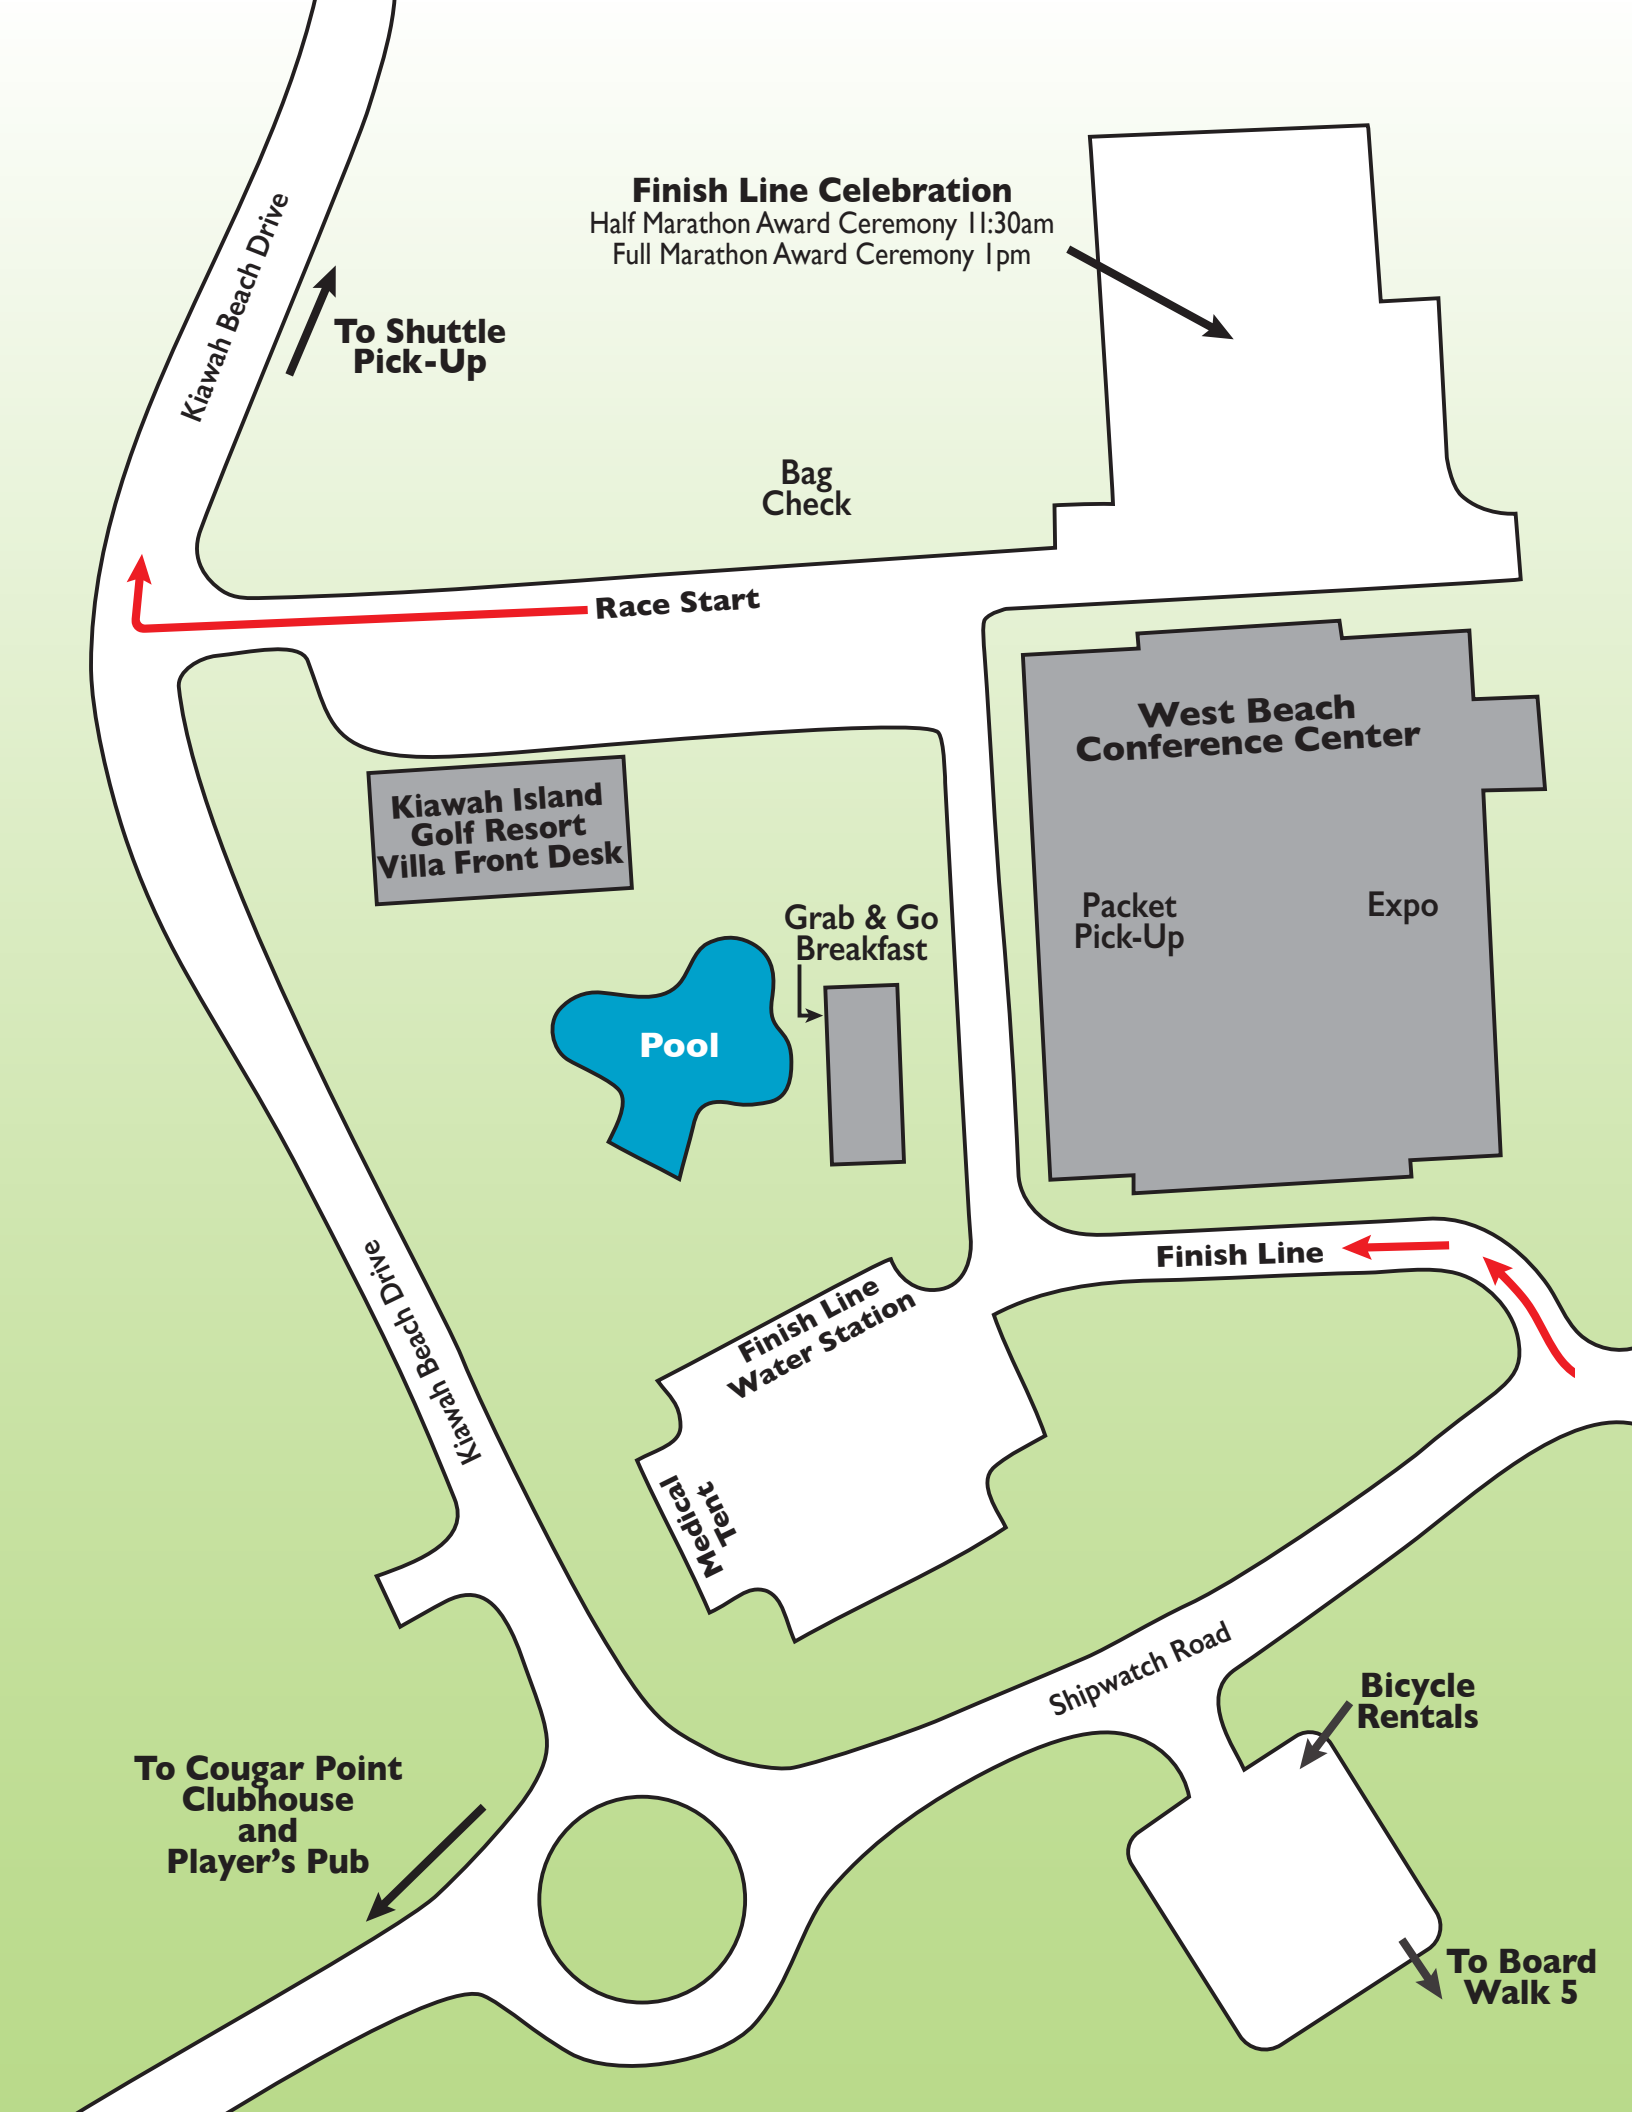 Finish Line Celebration
Half Marathon Award Ceremony 11:30am
Full Marathon Award Ceremony 1pm
Kiawah Beach Drive
To Shuttle
Pick-Up
Bag
Check
Race Start
West Beach
Conference Center
Kiawah Island
Golf Resort
Villa Front Desk
Packet
Pick-Up
Expo
Grab & Go
Breakfast
Pool
Finish Line
Kiawah Beach Drive
Finish Line
Water Station
Medical
Tent
Shipwatch Road
Bicycle
Rentals
To Cougar Point
Clubhouse
and
Player’s Pub
To Board
Walk 5